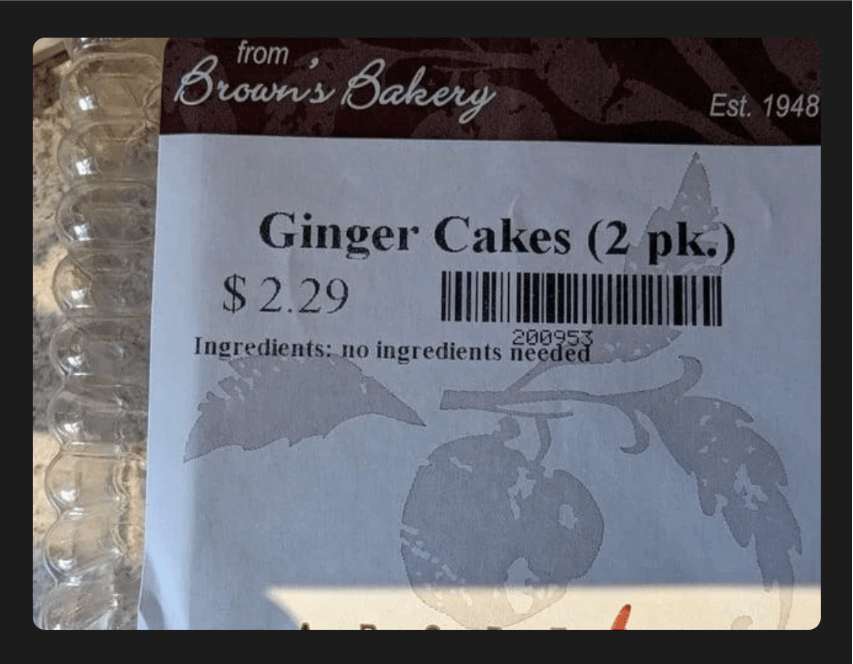 from
Brown's Bakery
Est. 1948
Ginger Cakes (2 pk.)
$ 2.29
200953
Ingredients: no ingredients needed